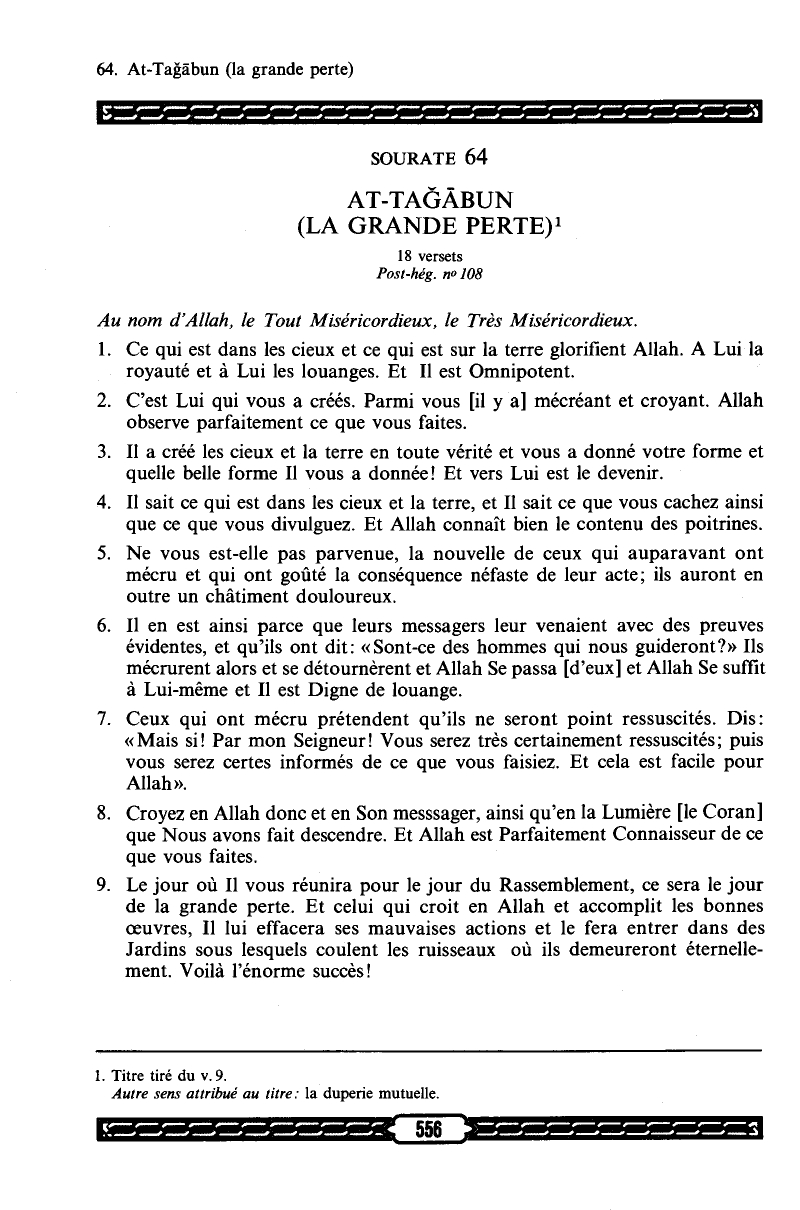 64. At-Tağābun (la grande perte)
SOURATE 64
AT-TAĞĀBUN
(LA GRANDE PERTE)¹
18 versets
Post-hég. nº 108
Au nom d'Allah, le Tout Miséricordieux, le Très Miséricordieux.
1. Ce qui est dans les cieux et ce qui est sur la terre glorifient Allah. A Lui la
royauté et à Lui les louanges. Et Il est Omnipotent.
2. C'est Lui qui vous a créés. Parmi vous [il y a] mécréant et croyant. Allah
observe parfaitement ce que vous faites.
3. Il a créé les cieux et la terre en toute vérité et vous a donné votre forme et
quelle belle forme Il vous a donnée! Et vers Lui est le devenir.
4. Il sait ce qui est dans les cieux et la terre, et Il sait ce que vous cachez ainsi
que ce que vous divulguez. Et Allah connaît bien le contenu des poitrines.
5. Ne vous est-elle pas parvenue, la nouvelle de ceux qui auparavant ont
mécru et qui ont goûté la conséquence néfaste de leur acte; ils auront en
outre un châtiment douloureux.
6. Il en est ainsi parce que leurs messagers leur venaient avec des preuves
évidentes, et qu'ils ont dit: «Sont-ce des hommes qui nous guideront?» Ils
mécrurent alors et se détournèrent et Allah Se passa [d'eux] et Allah Se suffit
à Lui-même et Il est Digne de louange.
7. Ceux qui ont mécru prétendent qu'ils ne seront point ressuscités. Dis:
«Mais si! Par mon Seigneur! Vous serez très certainement ressuscités; puis
vous serez certes informés de ce que vous faisiez. Et cela est facile pour
Allah».
8. Croyez en Allah donc et en Son messsager, ainsi qu'en la Lumière [le Coran]
que Nous avons fait descendre. Et Allah est Parfaitement Connaisseur de ce
que vous faites.
9. Le jour où Il vous réunira pour le jour du Rassemblement, ce sera le jour
de la grande perte. Et celui qui croit en Allah et accomplit les bonnes
œuvres, Il lui effacera ses mauvaises actions et le fera entrer dans des
Jardins sous lesquels coulent les ruisseaux où ils demeureront éternelle-
ment. Voilà l'énorme succès!
1. Titre tiré du v. 9.
Autre sens attribué au titre: la duperie mutuelle.
556